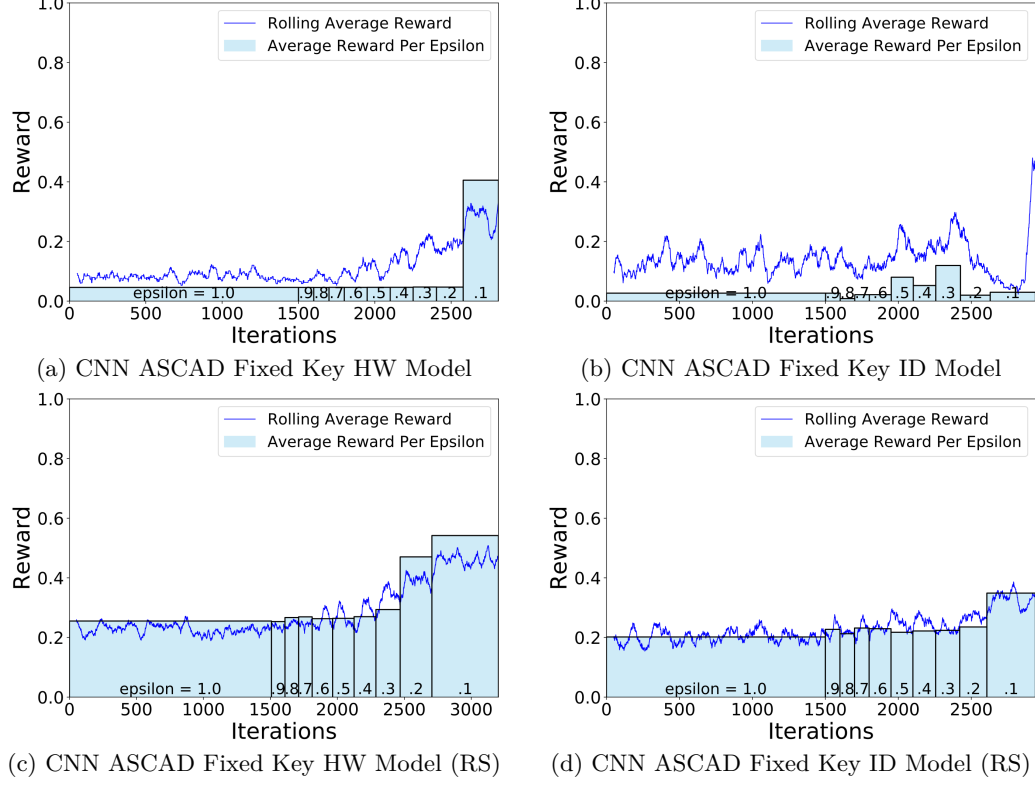 1.0
0.8
0.6
0.4
0.2
0.0
Reward
Rolling Average Reward
Average Reward Per Epsilon
epsilon = 1.0 .9 .8 .7 .6 .5 .4 .3 .2 .1
0 500 1000 1500 2000 2500
Iterations
(a) CNN ASCAD Fixed Key HW Model
1.0
0.8
0.6
0.4
0.2
0.0
Reward
Rolling Average Reward
Average Reward Per Epsilon
epsilon = 1.0 .9 .8 .7 .6 .5 .4 .3 .2 .1
0 500 1000 1500 2000 2500
Iterations
(b) CNN ASCAD Fixed Key ID Model
1.0
0.8
0.6
0.4
0.2
0.0
Reward
Rolling Average Reward
Average Reward Per Epsilon
epsilon = 1.0 .9 .8 .7 .6 .5 .4 .3 .2 .1
0 500 1000 1500 2000 2500 3000
Iterations
(c) CNN ASCAD Fixed Key HW Model (RS)
1.0
0.8
0.6
0.4
0.2
0.0
Reward
Rolling Average Reward
Average Reward Per Epsilon
epsilon = 1.0 .9 .8 .7 .6 .5 .4 .3 .2 .1
0 500 1000 1500 2000 2500
Iterations
(d) CNN ASCAD Fixed Key ID Model (RS)